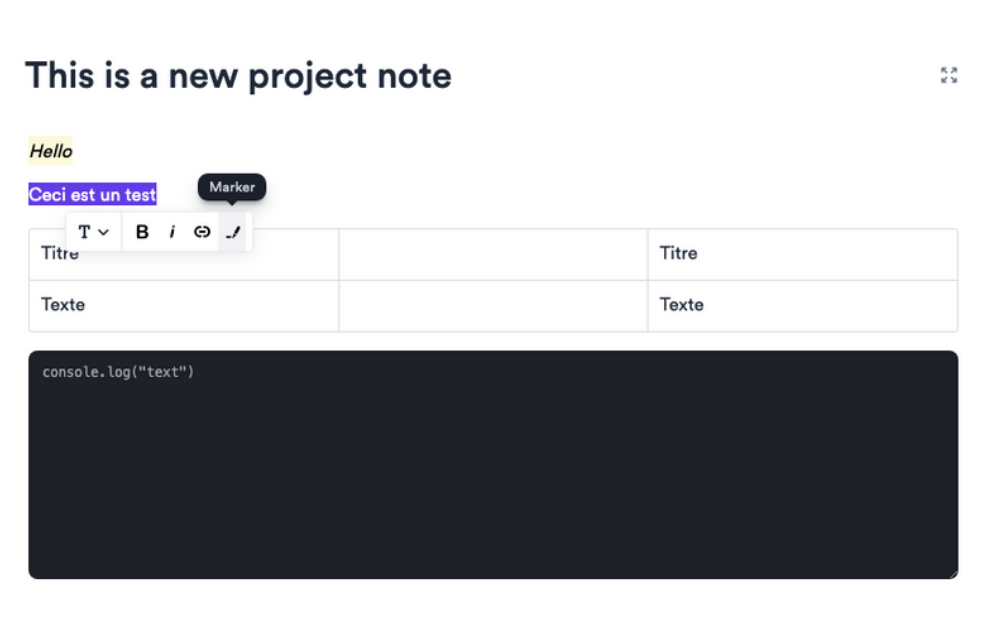 This is a new project note
Hello
Ceci est un test
Marker
T B i
Titre Titre
Texte Texte
console.log("text")